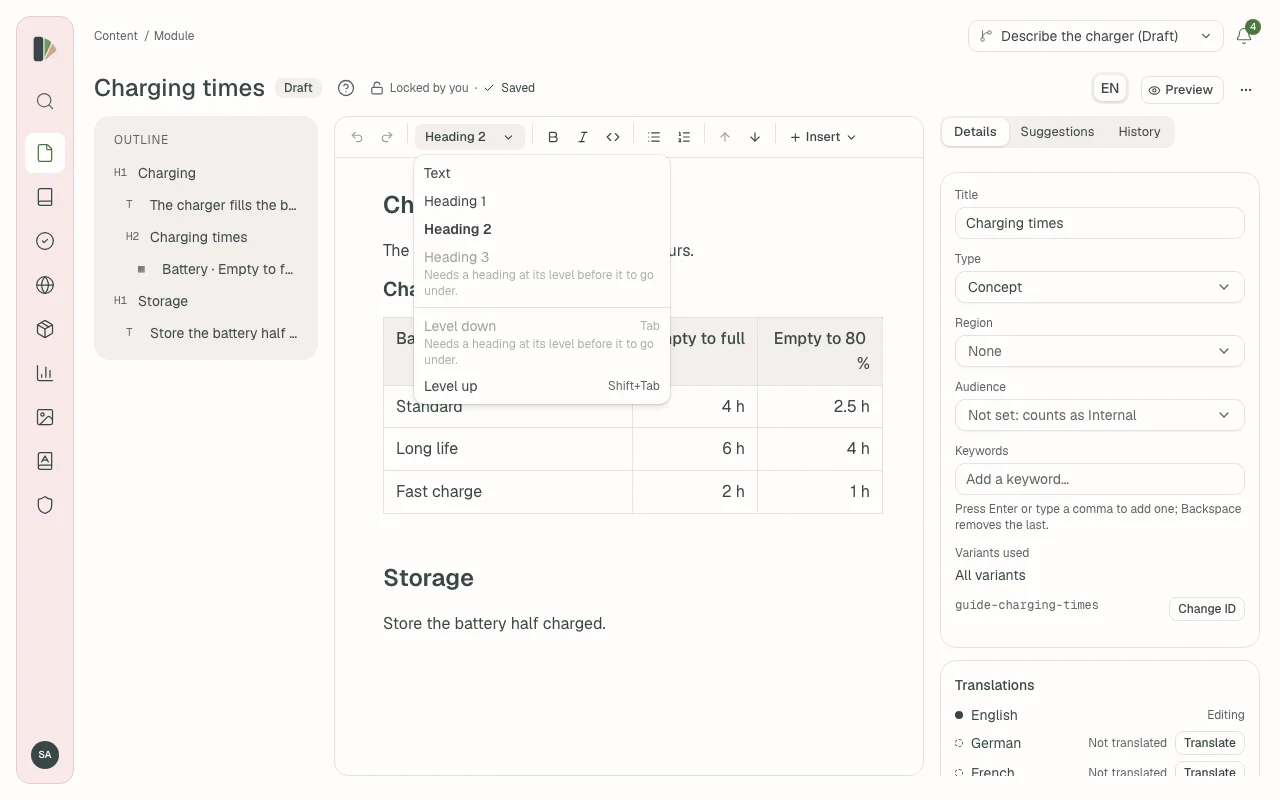 Content / Module
Describe the charger (Draft)
4
Charging times
Draft
Locked by you · Saved
EN
Preview
OUTLINE
H1 Charging
T The charger fills the b…
H2 Charging times
Battery · Empty to f…
H1 Storage
T Store the battery half …
Heading 2
B I
Insert
Text
Heading 1
Heading 2
Heading 3
Needs a heading at its level before it to go
under.
Level down Tab
Needs a heading at its level before it to go
under.
Level up Shift+Tab
Ch
The urs.
Cha
Ba pty to full Empty to 80
%
Standard 4 h 2.5 h
Long life 6 h 4 h
Fast charge 2 h 1 h
Storage
Store the battery half charged.
Details Suggestions History
Title
Charging times
Type
Concept
Region
None
Audience
Not set: counts as Internal
Keywords
Add a keyword…
Press Enter or type a comma to add one; Backspace
removes the last.
Variants used
All variants
guide-charging-times Change ID
Translations
English Editing
German Not translated Translate
French Not translated Translate
SA